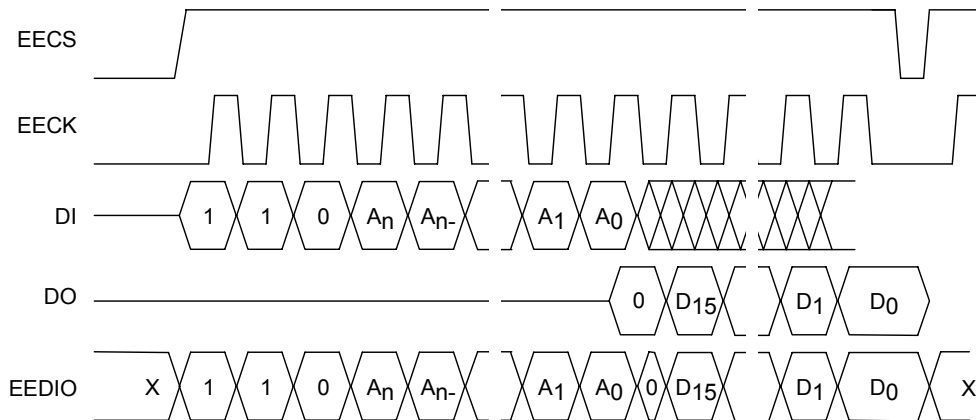 EECS
EECK
DI 1 1 0 An An- A1 A0
DO 0 D15 D1 D0
EEDIO X 1 1 0 An An- A1 A0 0 D15 D1 D0 X